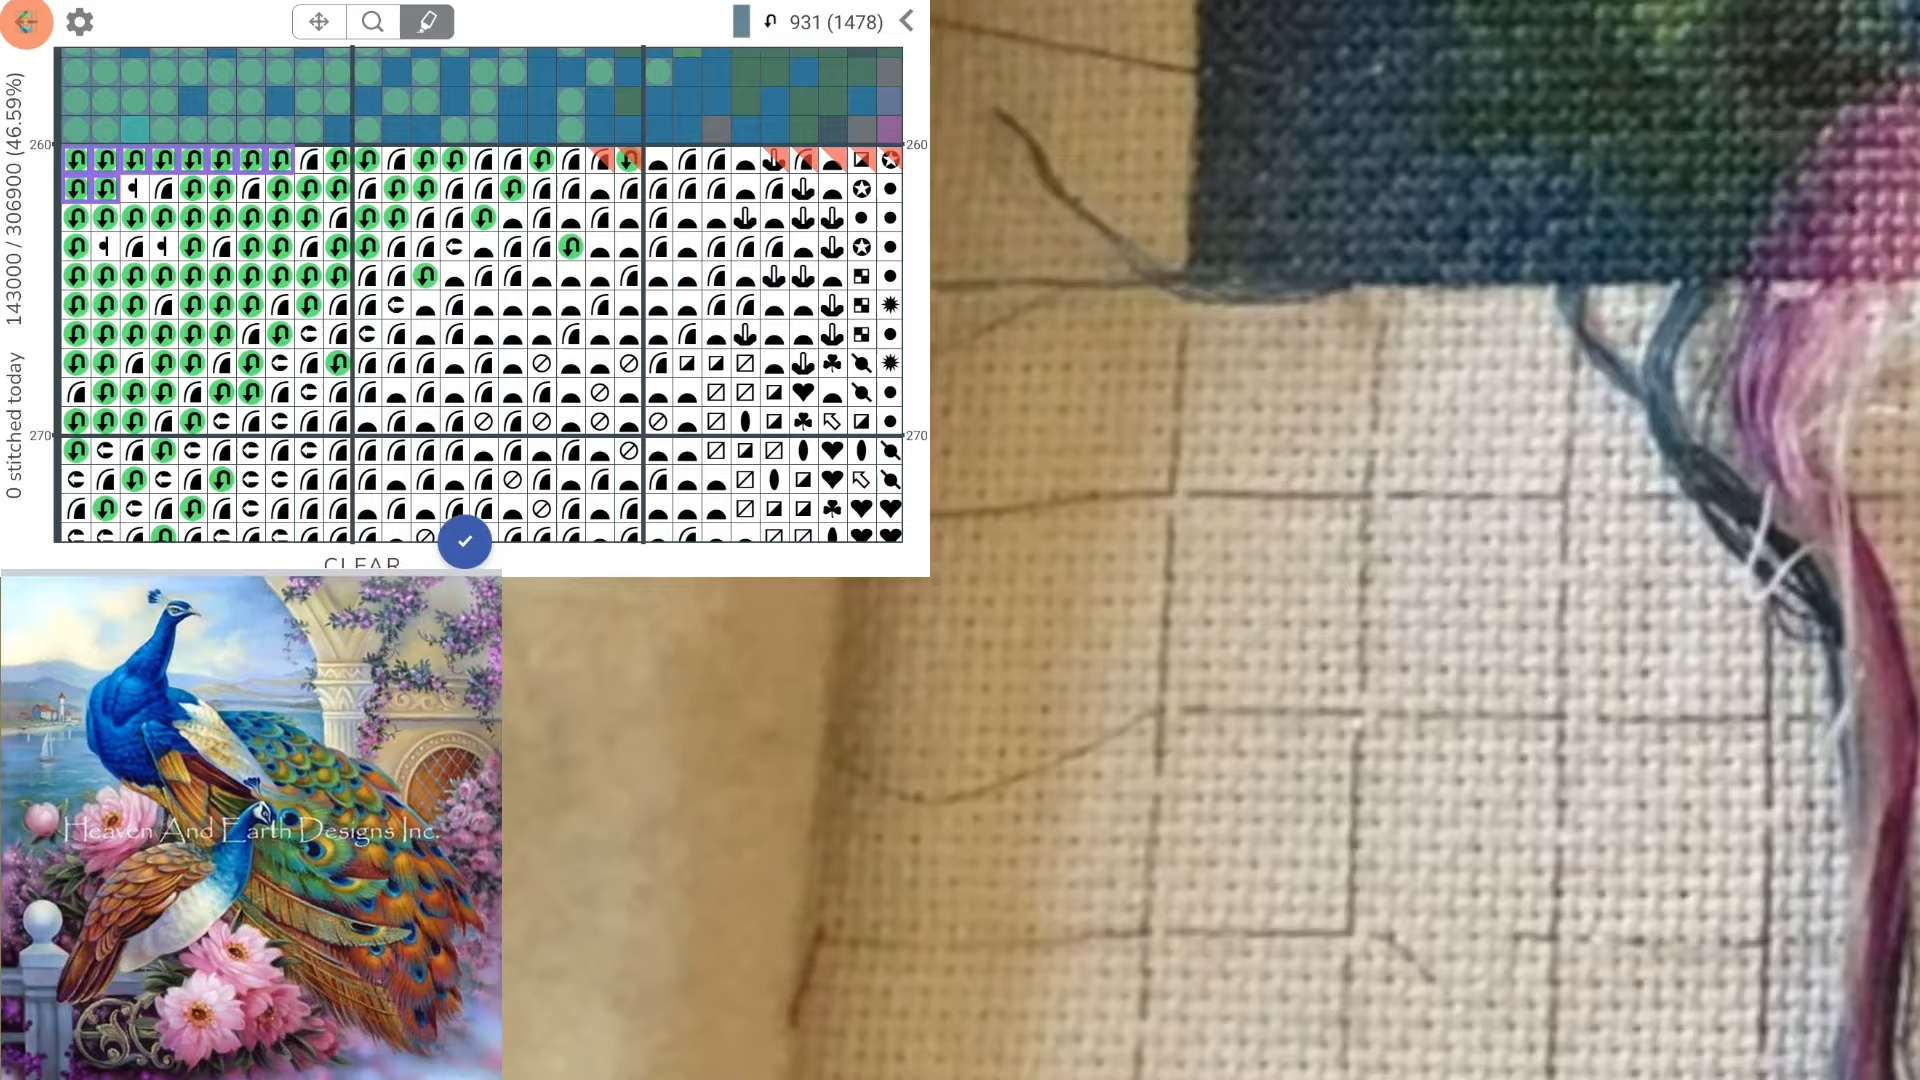 931 (1478)
0 stitched today 143000 / 306900 (46.59%)
260
260
270
270
CLEAR
Heaven And Earth Designs Inc.